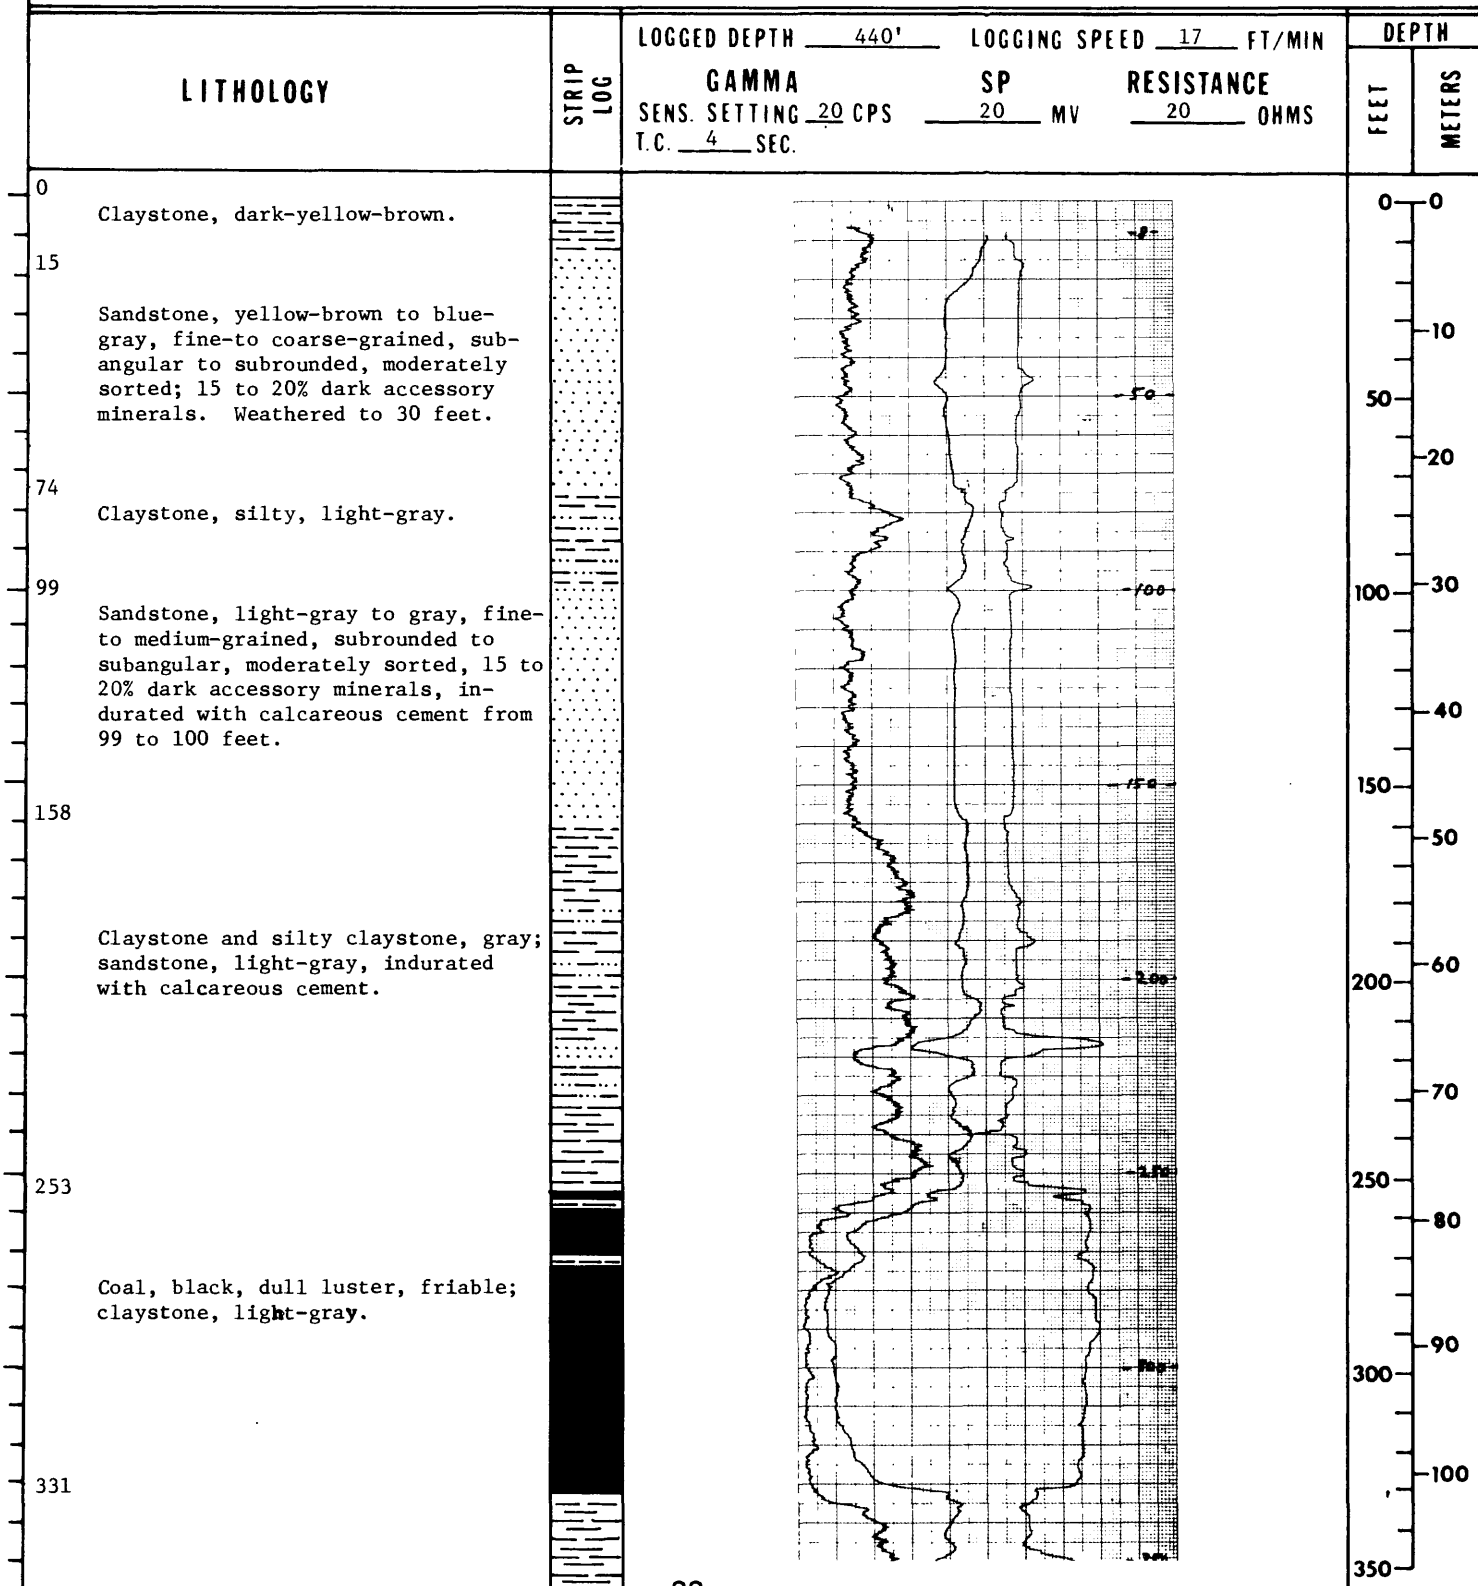 LOGGED DEPTH 440' LOGGING SPEED 17 FT/MIN
DEPTH
LITHOLOGY
STRIP LOG
GAMMA SP RESISTANCE
SENS. SETTING 20 CPS 20 MV 20 OHMS
T.C. 4 SEC.
FEET
METERS
0
Claystone, dark-yellow-brown.
15
Sandstone, yellow-brown to blue-
gray, fine-to coarse-grained, sub-
angular to subrounded, moderately
sorted; 15 to 20% dark accessory
minerals. Weathered to 30 feet.
74
Claystone, silty, light-gray.
99
Sandstone, light-gray to gray, fine-
to medium-grained, subrounded to
subangular, moderately sorted, 15 to
20% dark accessory minerals, in-
durated with calcareous cement from
99 to 100 feet.
158
Claystone and silty claystone, gray;
sandstone, light-gray, indurated
with calcareous cement.
253
Coal, black, dull luster, friable;
claystone, light-gray.
331
-50-
-100-
-150-
-200-
-250-
-300-
0 0
10
50
20
100 30
40
150
50
200 60
70
250
80
90
300
100
350